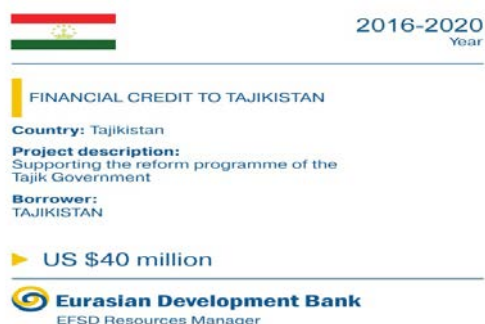 2016-2020
Year
FINANCIAL CREDIT TO TAJIKISTAN
Country: Tajikistan
Project description:
Supporting the reform programme of the
Tajik Government
Borrower:
TAJIKISTAN
US $40 million
Eurasian Development Bank
EFSD Resources Manager